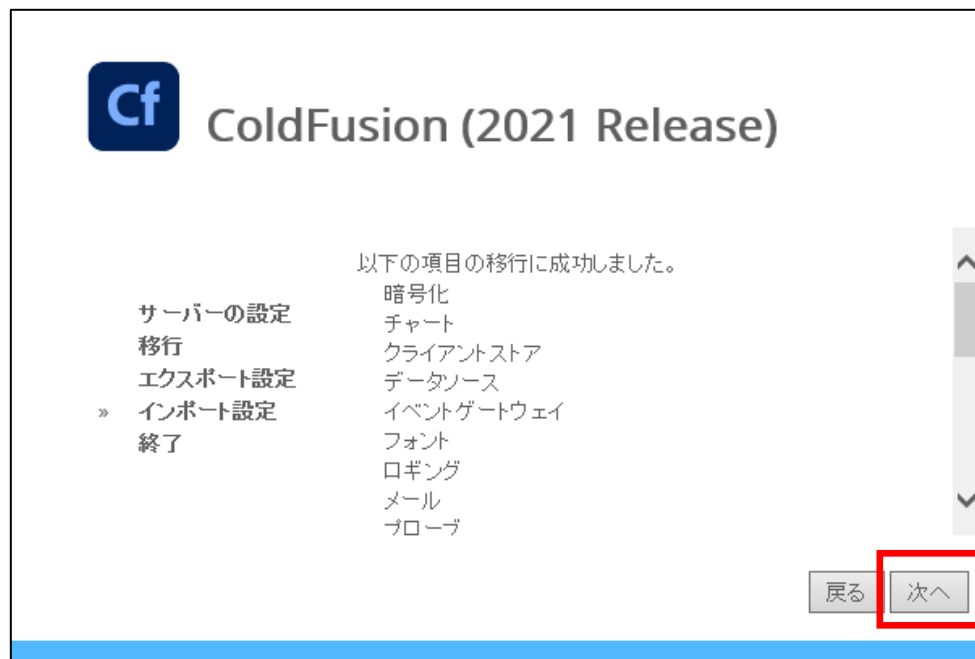 Cf
ColdFusion (2021 Release)
以下の項目の移行に成功しました。
暗号化
チャート
クライアントストア
データソース
イベントゲートウェイ
フォント
ロギング
メール
プローブ
サーバーの設定
移行
エクスポート設定
» インポート設定
終了
戻る
次へ